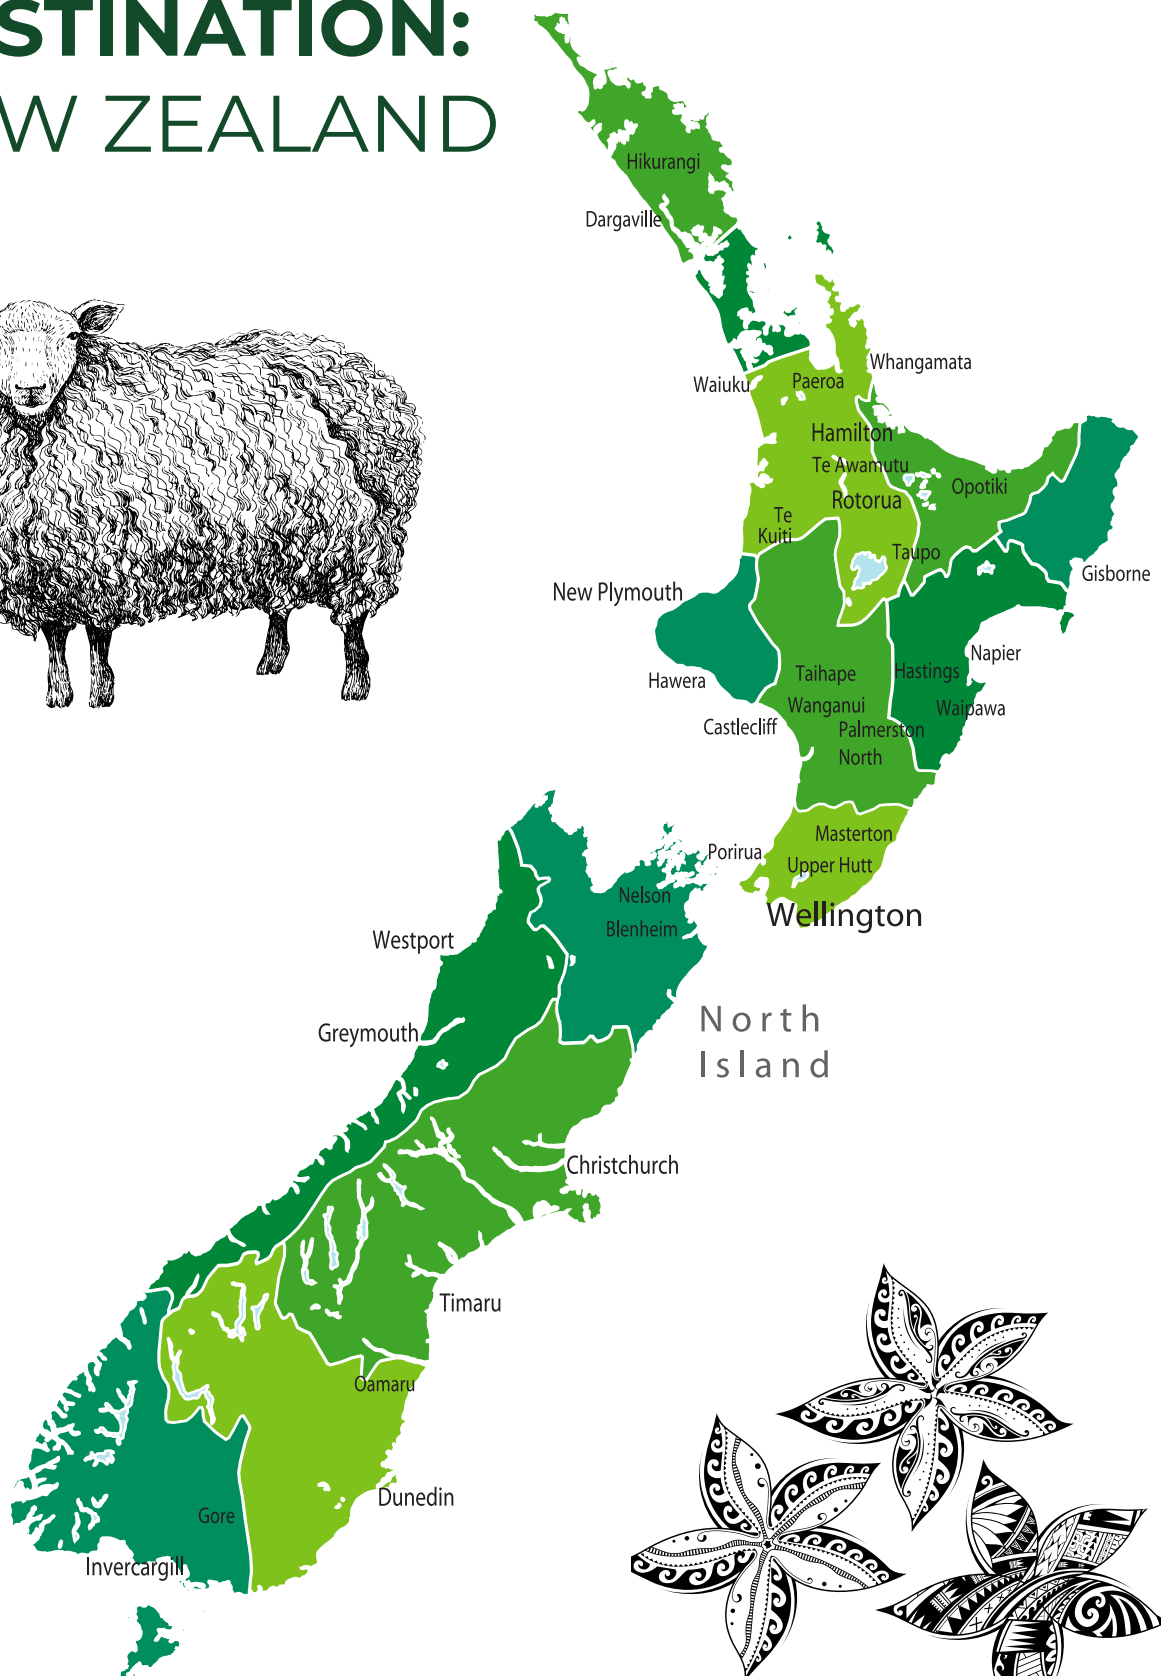 STINATION:
W ZEALAND
Hikurangi
Dargaville
Whangamata
Waiuku
Paeroa
Hamilton
Te Awamutu
Rotorua
Opotiki
Te
Kuiti
Taupo
Gisborne
New Plymouth
Napier
Hastings
Taihape
Hawera
Wanganui
Waipawa
Castlecliff
Palmerston
North
Masterton
Porirua
Upper Hutt
Nelson
Wellington
Blenheim
Westport
North
Island
Greymouth
Christchurch
Timaru
Oamaru
Dunedin
Gore
Invercargill